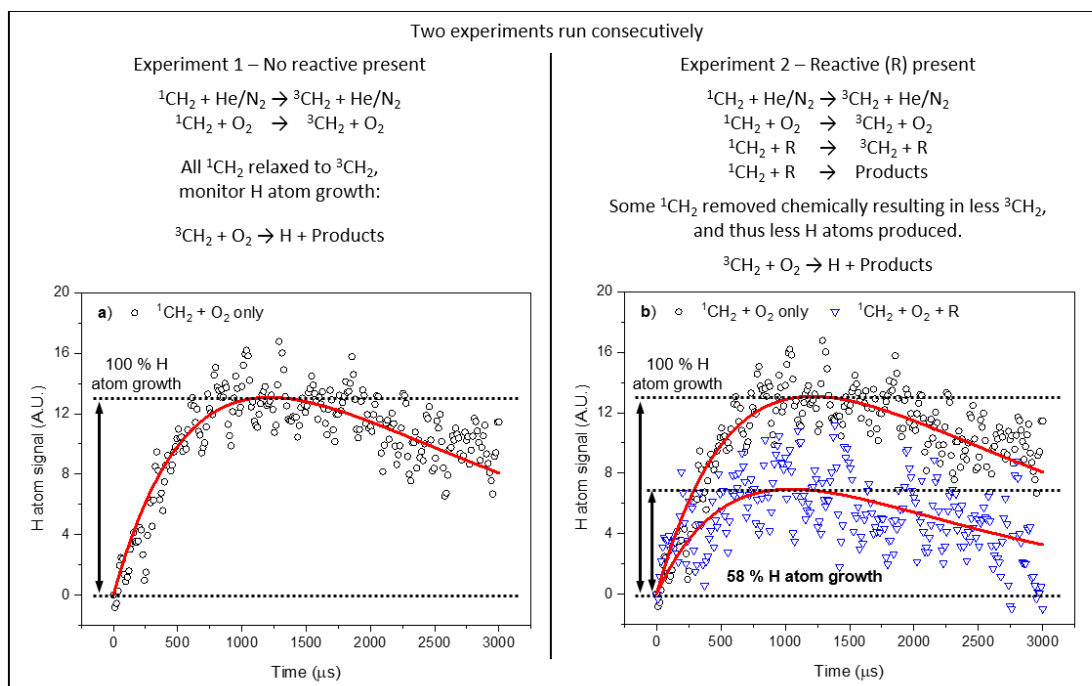 Two experiments run consecutively
Experiment 1 – No reactive present
¹CH₂ + He/N₂ → ³CH₂ + He/N₂
¹CH₂ + O₂ → ³CH₂ + O₂
All ¹CH₂ relaxed to ³CH₂,
monitor H atom growth:
³CH₂ + O₂ → H + Products
20
16
12
8
4
0
H atom signal (A.U.)
a) ¹CH₂ + O₂ only
100 % H
atom growth
0 500 1000 1500 2000 2500 3000
Time (μs)
Experiment 2 – Reactive (R) present
¹CH₂ + He/N₂ → ³CH₂ + He/N₂
¹CH₂ + O₂ → ³CH₂ + O₂
¹CH₂ + R → ³CH₂ + R
¹CH₂ + R → Products
Some ¹CH₂ removed chemically resulting in less ³CH₂,
and thus less H atoms produced.
³CH₂ + O₂ → H + Products
20
16
12
8
4
0
H atom signal (A.U.)
b) ¹CH₂ + O₂ only ¹CH₂ + O₂ + R
100 % H
atom growth
58 % H atom growth
0 500 1000 1500 2000 2500 3000
Time (μs)